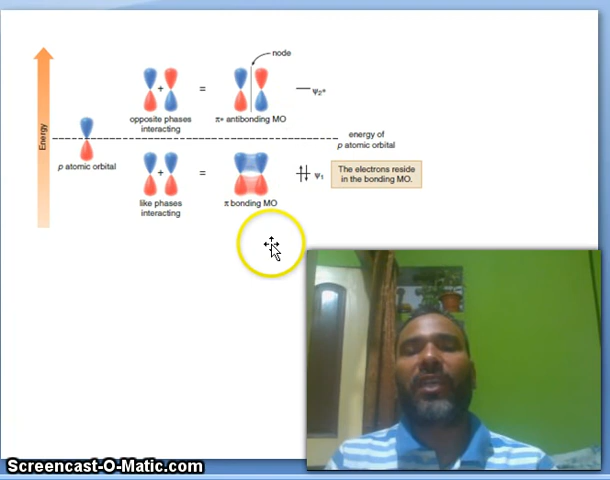 node
+
=
+
=
ψ₂*
opposite phases
interacting
π* antibonding MO
Energy
energy of
p atomic orbital
p atomic orbital
+
=
ψ₁
The electrons reside
in the bonding MO.
like phases
interacting
π bonding MO
Screencast-O-Matic.com